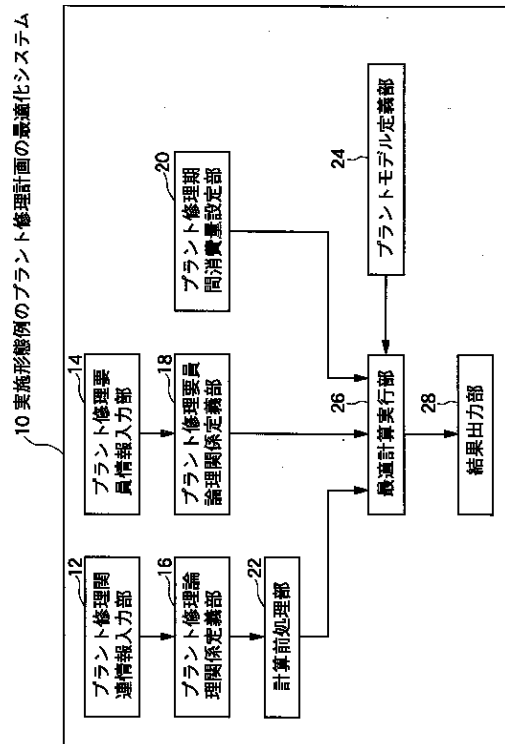 10 実施形態例のプラント修理計画の最適化システム
12
プラント修理関
連情報入力部
14
プラント修理要
員情報入力部
16
プラント修理論
理関係定義部
18
プラント修理要員
論理関係定義部
20
プラント修理期
間消費量設定部
22
計算前処理部
24
プラントモデル定義部
26
最適計算実行部
28
結果出力部